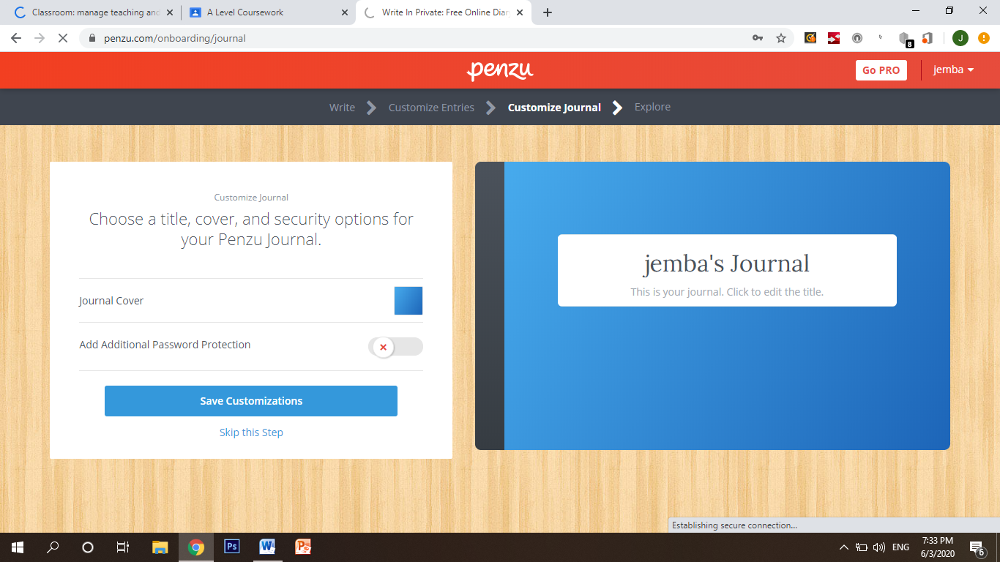 Classroom: manage teaching and
A Level Coursework
Write In Private: Free Online Diar
penzu.com/onboarding/journal
8
J
penzu
Go PRO
jemba
Write
Customize Entries
Customize Journal
Explore
Customize Journal
Choose a title, cover, and security options for
your Penzu Journal.
Journal Cover
Add Additional Password Protection
Save Customizations
Skip this Step
jemba's Journal
This is your journal. Click to edit the title.
Establishing secure connection...
Ps
W
P
ENG
7:33 PM
6/3/2020
6